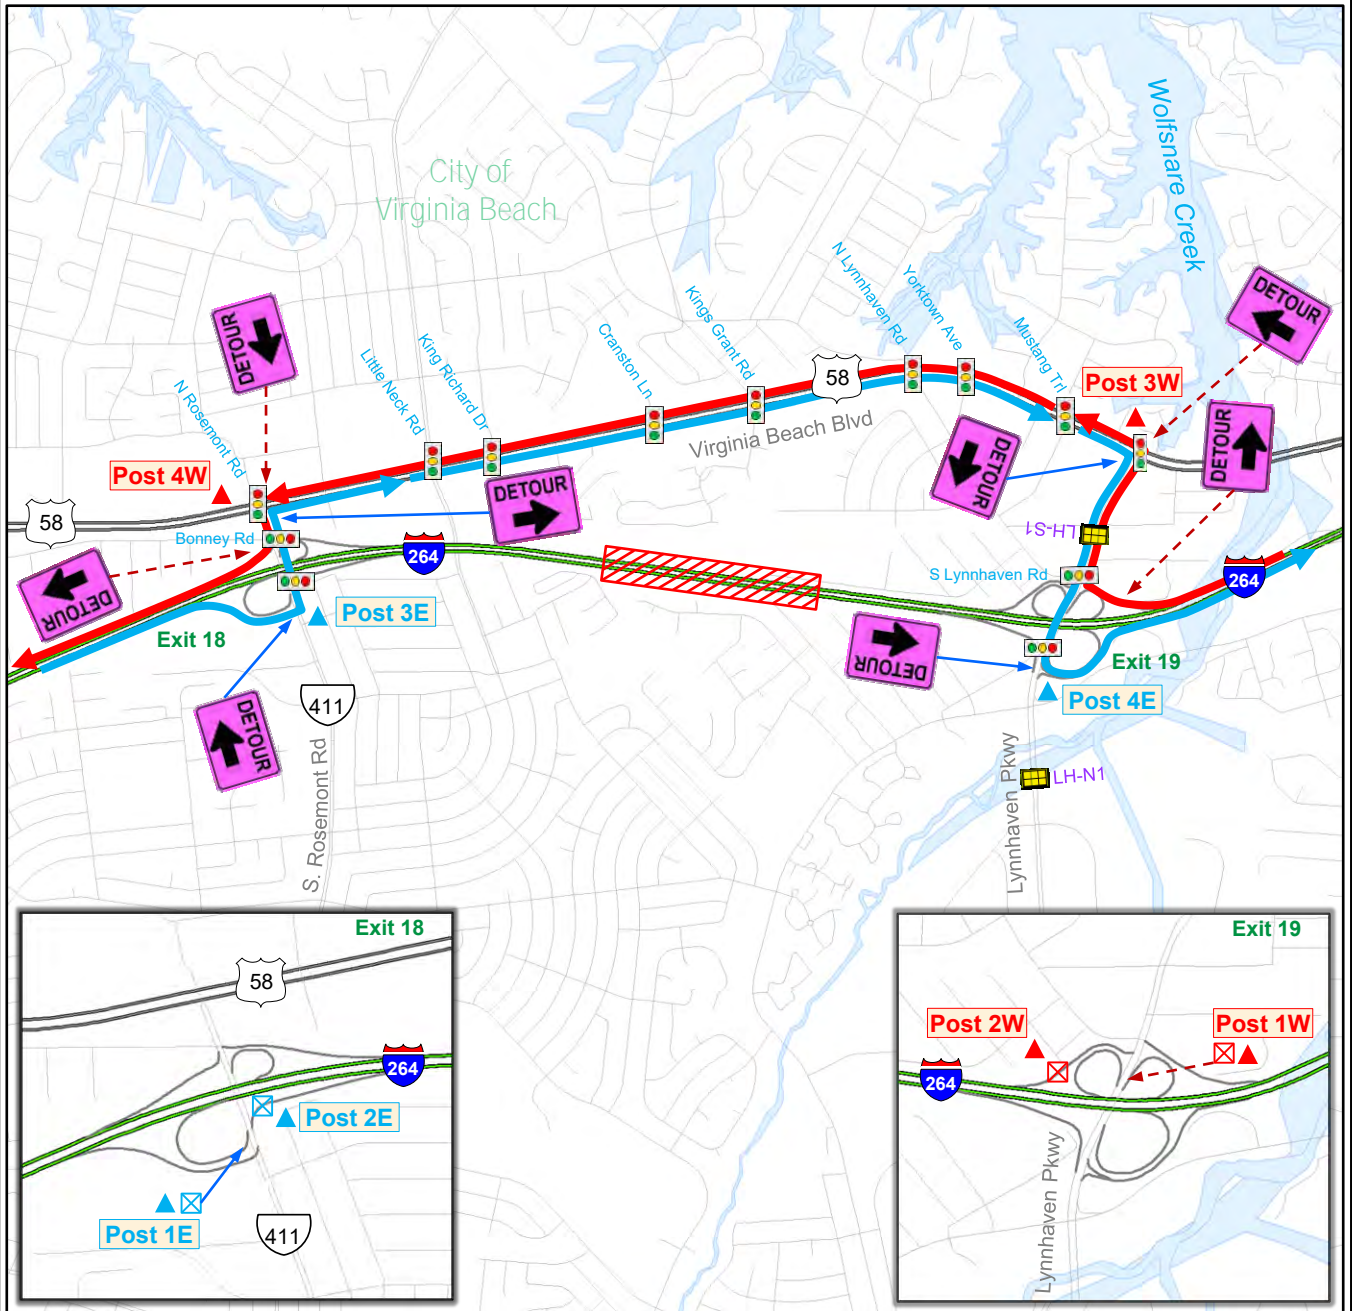 City of
Virginia Beach
Wolfsnare Creek
DETOUR
DETOUR
N Lynnhaven Rd
Yorktown Ave
Mustang Trl
Kings Grant Rd
Cranston Ln
King Richard Dr
Little Neck Rd
N Rosemont Rd
58
Post 3W
Virginia Beach Blvd
DETOUR
DETOUR
Post 4W
DETOUR
58
Bonney Rd
264
LH-S1
S Lynnhaven Rd
264
DETOUR
Post 3E
Exit 18
DETOUR
Exit 19
Post 4E
411
DETOUR
S. Rosemont Rd
Lynnhaven Pkwy
LH-N1
Exit 18
58
264
Post 2E
Post 1E
411
Exit 19
Post 2W
Post 1W
264
Lynnhaven Pkwy